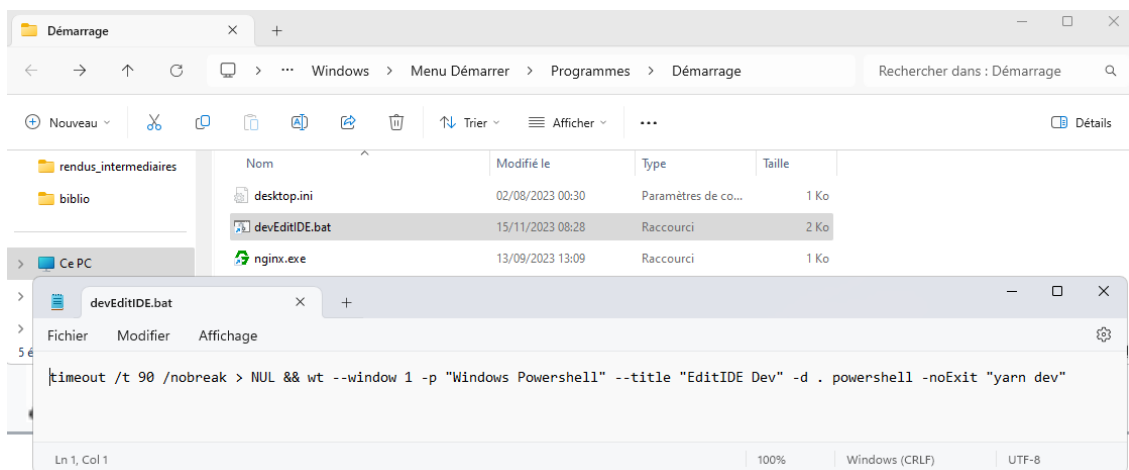 Démarrage
Windows > Menu Démarrer > Programmes > Démarrage
Rechercher dans : Démarrage
Nouveau
Trier
Afficher
Détails
rendus_intermediaires
biblio
Ce PC
Nom
Modifié le
Type
Taille
desktop.ini
02/08/2023 00:30
Paramètres de co...
1 Ko
devEditIDE.bat
15/11/2023 08:28
Raccourci
2 Ko
nginx.exe
13/09/2023 13:09
Raccourci
1 Ko
devEditIDE.bat
Fichier
Modifier
Affichage
timeout /t 90 /nobreak > NUL && wt --window 1 -p "Windows Powershell" --title "EditIDE Dev" -d . powershell -noExit "yarn dev"
Ln 1, Col 1
100%
Windows (CRLF)
UTF-8